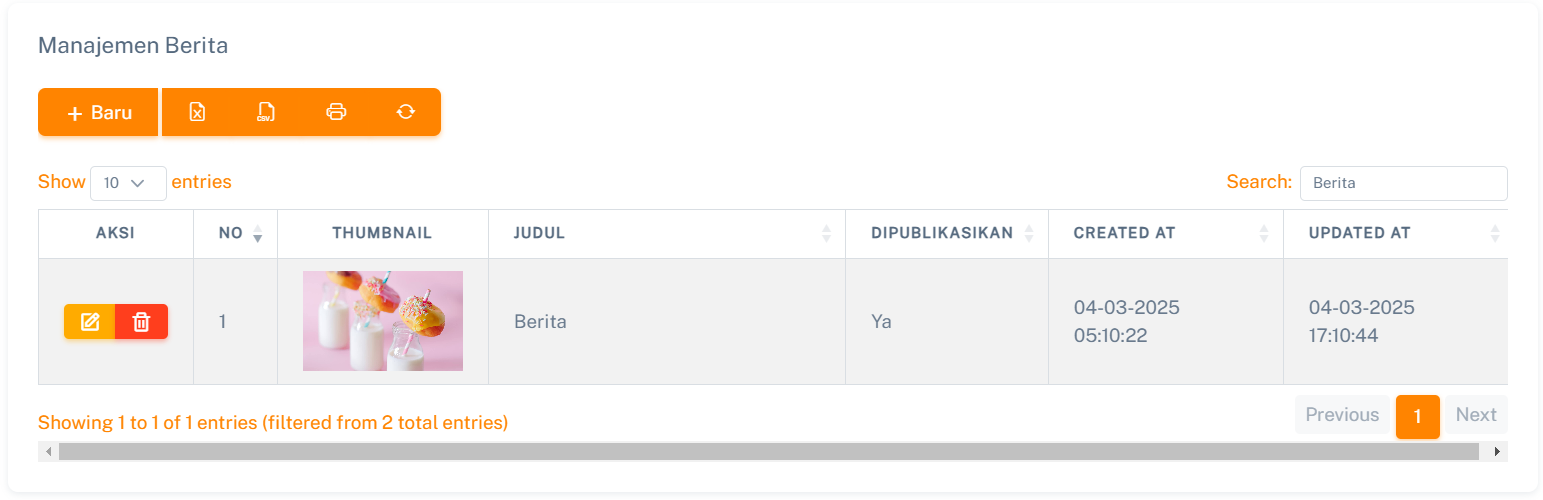 Manajemen Berita
+ Baru
CSV
Show 10 entries
Search: Berita
AKSI NO THUMBNAIL JUDUL DIPUBLIKASIKAN CREATED AT UPDATED AT
1 Berita Ya 04-03-2025 04-03-2025
05:10:22 17:10:44
Showing 1 to 1 of 1 entries (filtered from 2 total entries)
Previous 1 Next